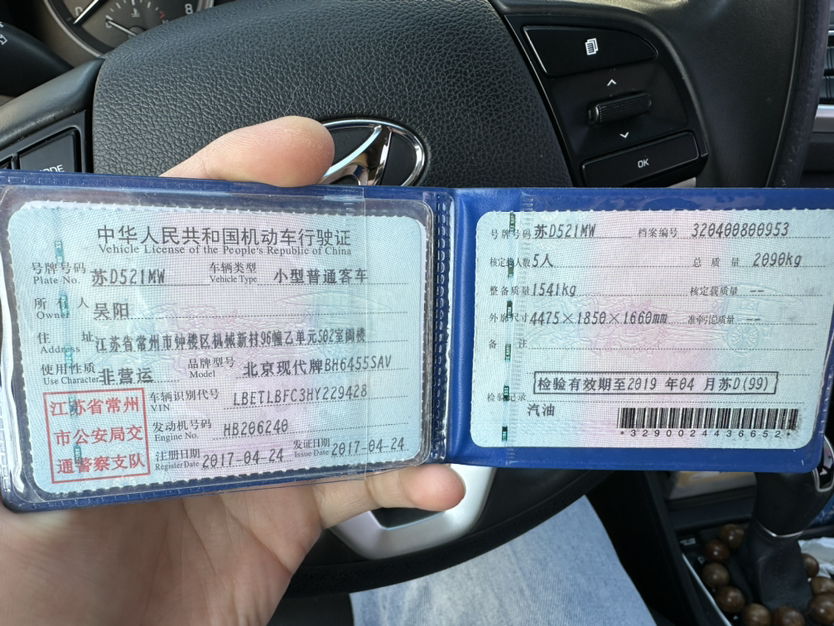 8
MODE
OK
中华人民共和国机动车行驶证
Vehicle License of the People's Republic of China
号牌号码 苏D521MW 车辆类型 小型普通客车
Plate No. Vehicle Type
所有人 吴阳
Owner
住址 江苏省常州市钟楼区机械新村96幢乙单元502室阁楼
Address
使用性质 非营运 品牌型号 北京现代牌BH6455SAV
Use Character Model
江苏省常州
市公安局交
通警察支队
车辆识别代号 LBETLBFC3HY229428
VIN
发动机号码 HB206240
Engine No.
注册日期 2017-04-24 发证日期 2017-04-24
Register Date Issue Date
号牌号码 苏D521MW 档案编号 320400800953
核定载人数 5人 总质量 2090kg
整备质量 1541kg 核定载质量 --
外廓尺寸 4475×1850×1660mm 准牵引总质量 --
备注
检验有效期至2019年04月苏D(99)
检验记录
汽油
*3290024436652*